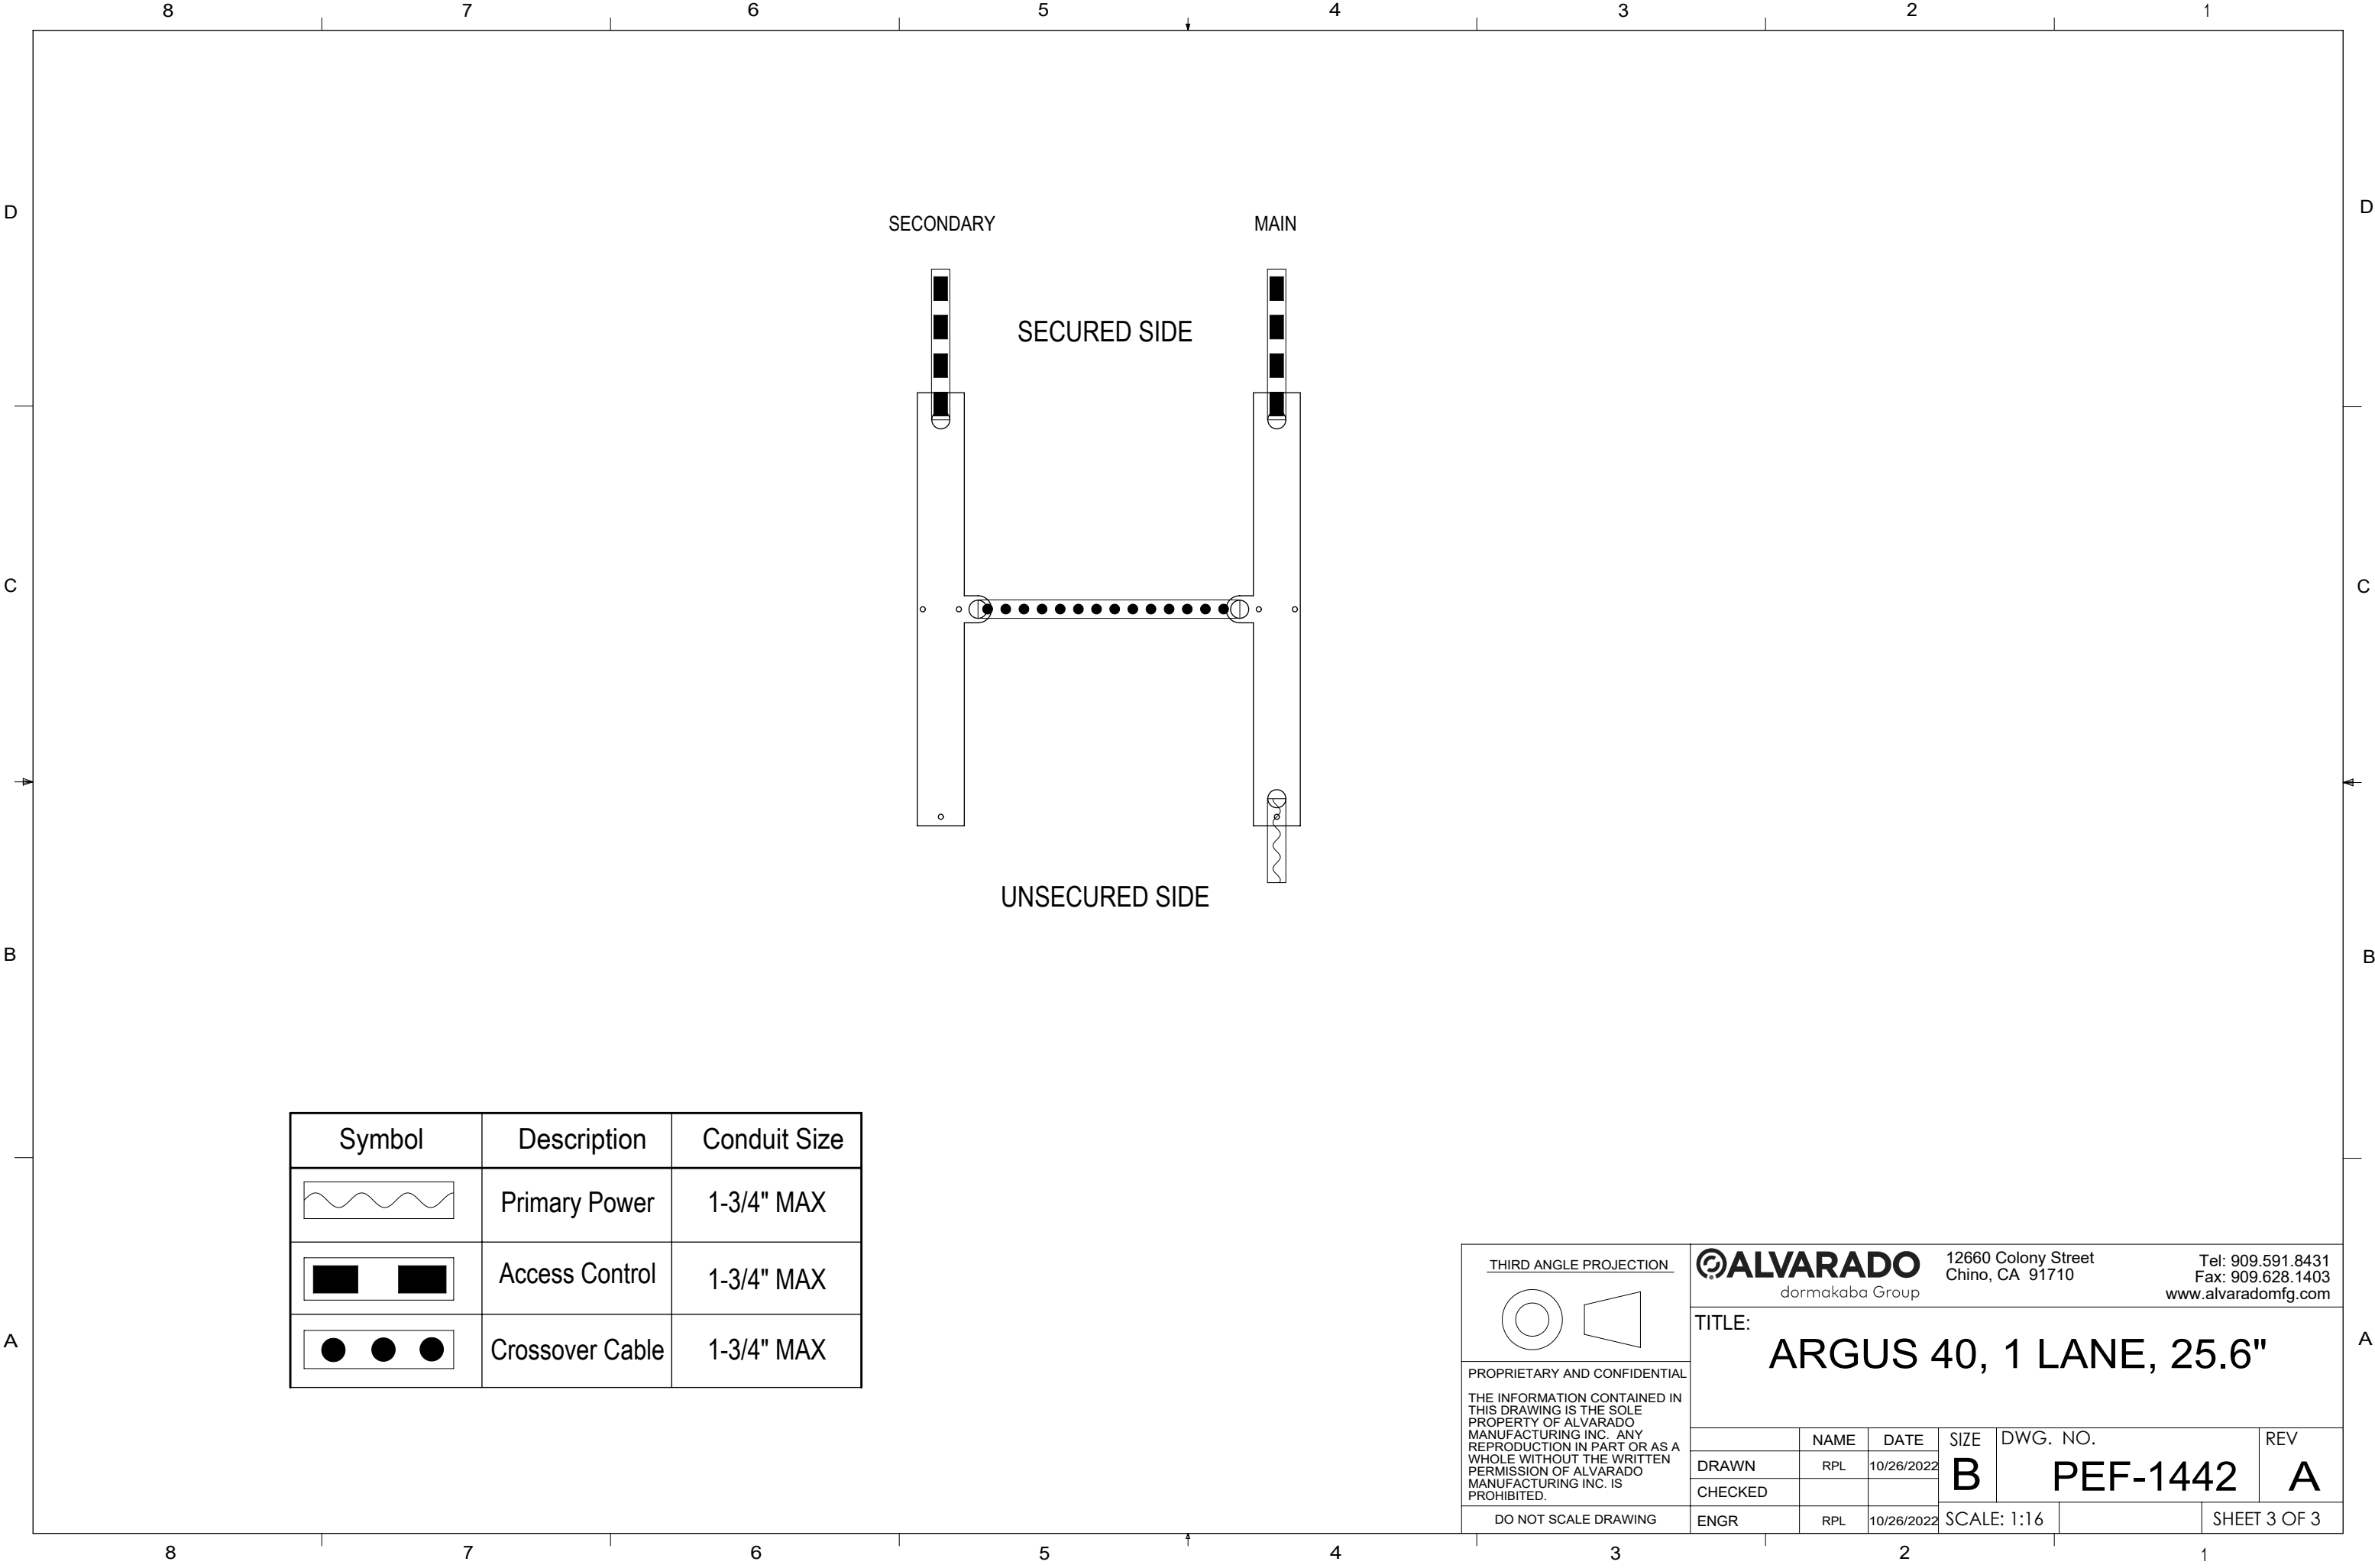 8 7 6 5 4 3 2 1
D D
SECONDARY MAIN
SECURED SIDE
C C
UNSECURED SIDE
B B
Symbol Description Conduit Size
Primary Power 1-3/4" MAX
Access Control 1-3/4" MAX
Crossover Cable 1-3/4" MAX
A A
THIRD ANGLE PROJECTION
PROPRIETARY AND CONFIDENTIAL
THE INFORMATION CONTAINED IN
THIS DRAWING IS THE SOLE
PROPERTY OF ALVARADO
MANUFACTURING INC. ANY
REPRODUCTION IN PART OR AS A
WHOLE WITHOUT THE WRITTEN
PERMISSION OF ALVARADO
MANUFACTURING INC. IS
PROHIBITED.
DO NOT SCALE DRAWING
ALVARADO
dormakaba Group
12660 Colony Street
Chino, CA 91710
Tel: 909.591.8431
Fax: 909.628.1403
www.alvaradomfg.com
TITLE:
ARGUS 40, 1 LANE, 25.6"
NAME DATE
DRAWN RPL 10/26/2022
CHECKED
ENGR RPL 10/26/2022
SIZE
B
DWG. NO.
PEF-1442
REV
A
SCALE: 1:16
SHEET 3 OF 3
8 7 6 5 4 3 2 1